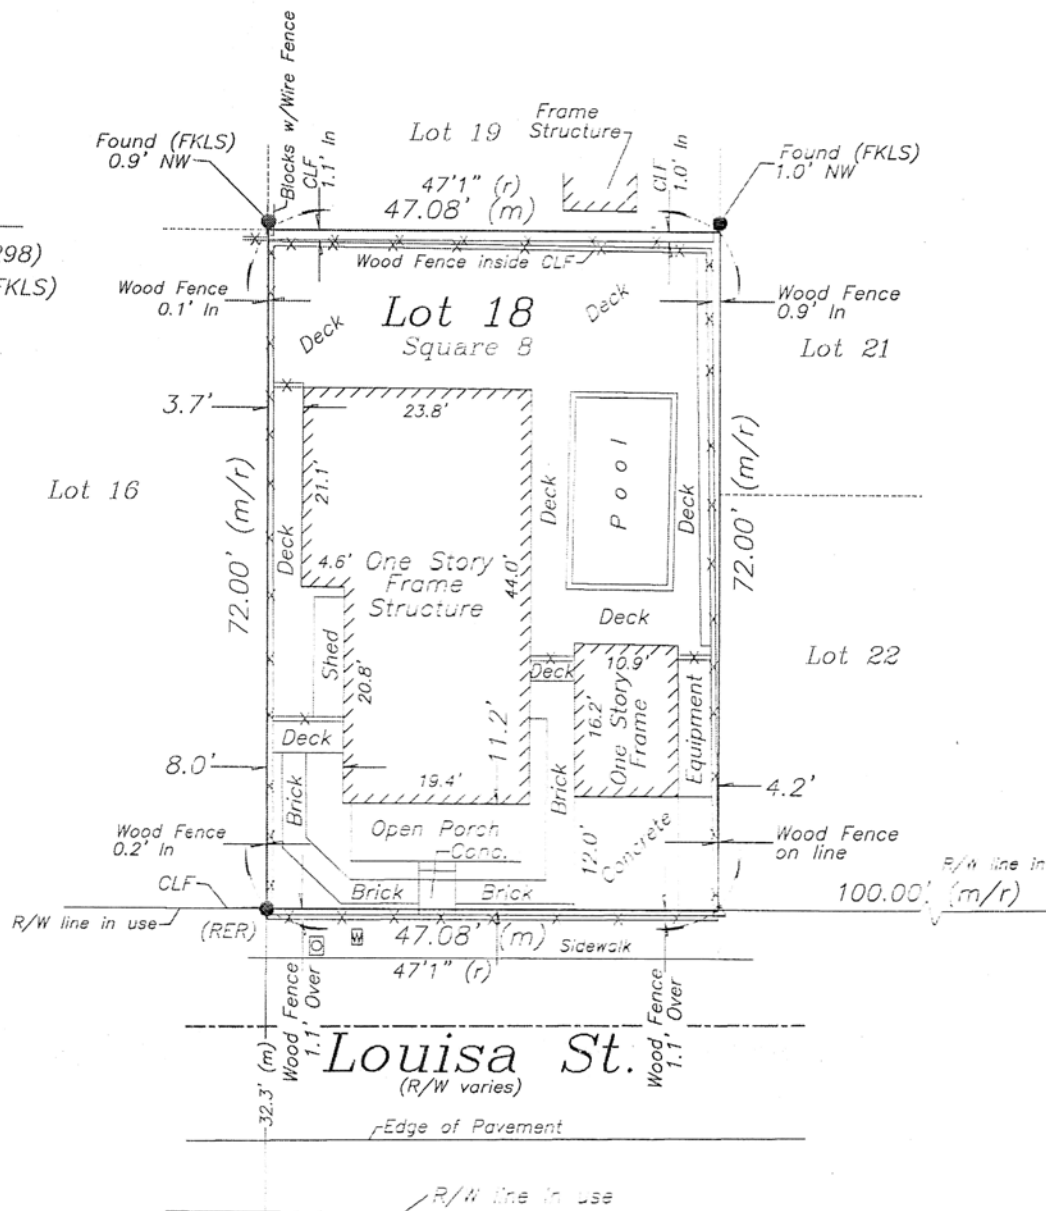 Blocks w/Wire Fence
CLF
1.1' In
Lot 19
Frame
Structure
CLF
1.0' In
Found (FKLS)
0.9' NW
Found (FKLS)
1.0' NW
47'1" (r)
47.08' (m)
298)
FKLS)
Wood Fence inside CLF
Wood Fence
0.1' In
Wood Fence
0.9' In
Lot 18
Square 8
Deck
Deck
Lot 21
3.7'
23.8'
Lot 16
72.00' (m/r)
21.1'
Deck
4.6'
One Story
Frame
Structure
44.0'
Deck
Pool
Deck
72.00' (m/r)
Deck
Shed
20.8'
Deck
10.9'
16.2'
One Story
Frame
Equipment
Lot 22
Deck
8.0'
11.2'
19.4'
Brick
Brick
4.2'
Open Porch
Conc.
12.0'
Concrete
Wood Fence
0.2' In
Wood Fence
on line
Brick
Brick
CLF
R/W line in use
R/W line in
100.00' (m/r)
(RER)
W
47.08' (m)
47'1" (r)
Sidewalk
Wood Fence
1.1' Over
Wood Fence
1.1' Over
32.3' (m)
Louisa St.
(R/W varies)
Edge of Pavement
R/W line in use